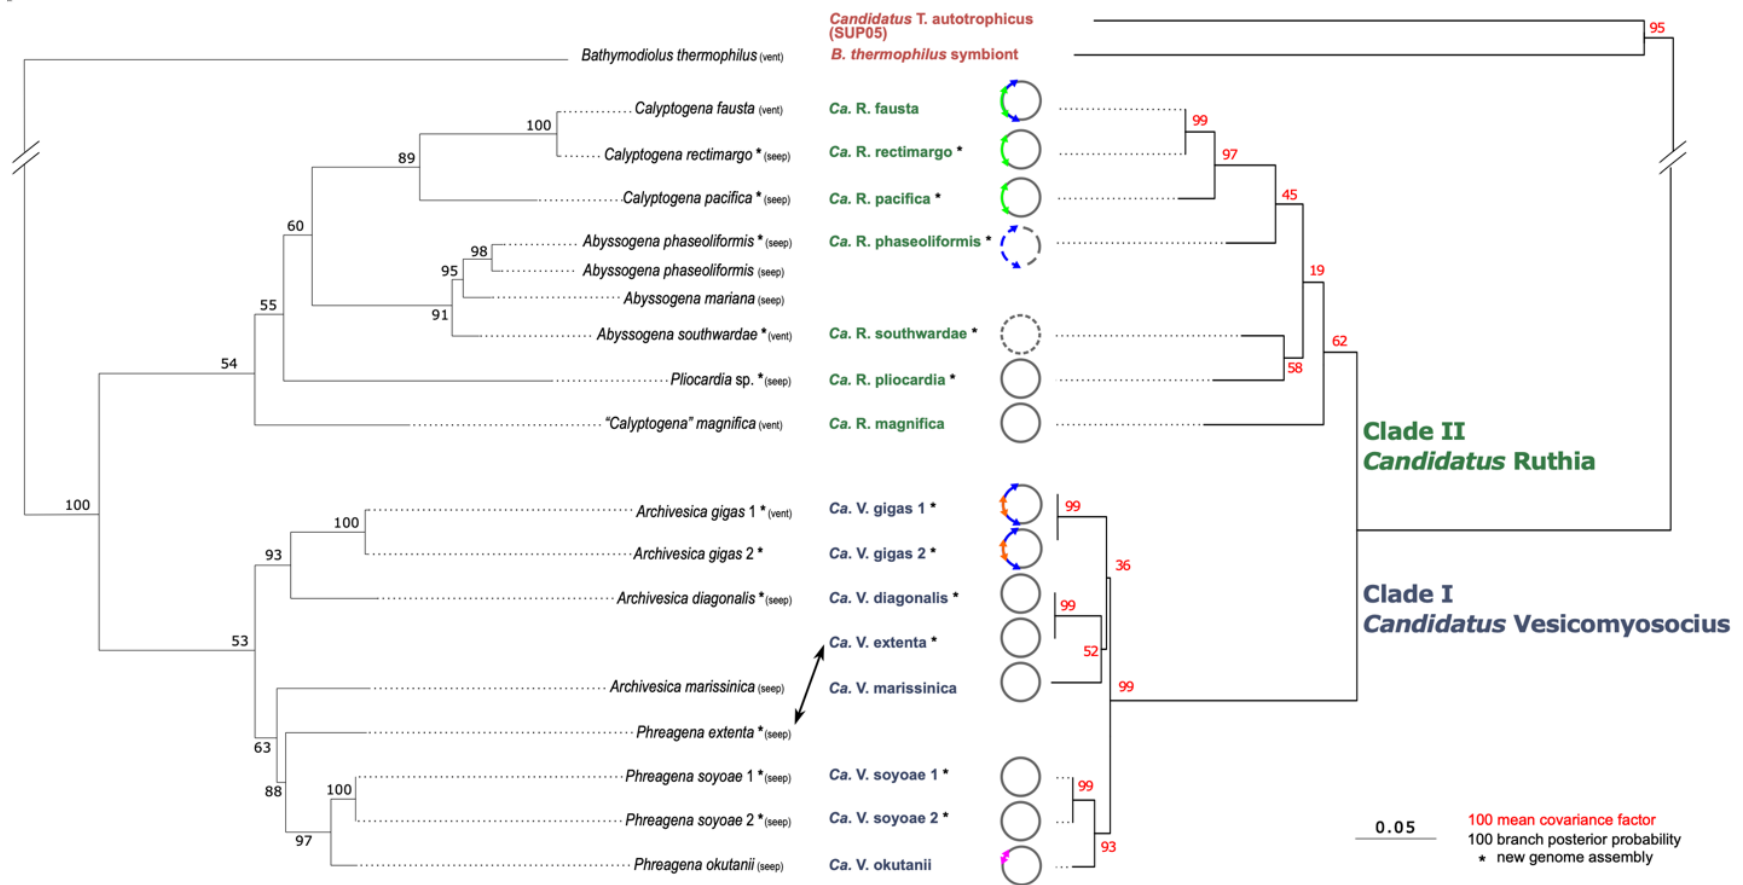 Candidatus T. autotrophicus
(SUP05)
95
Bathymodiolus thermophilus (vent)
B. thermophilus symbiont
Calyptogena fausta (vent)
Ca. R. fausta
100
99
Calyptogena rectimargo * (seep)
Ca. R. rectimargo *
89
97
Calyptogena pacifica * (seep)
Ca. R. pacifica *
45
60
Abyssogena phaseoliformis * (seep)
Ca. R. phaseoliformis *
98
95
Abyssogena phaseoliformis (seep)
19
Abyssogena mariana (seep)
55
91
Abyssogena southwardae * (vent)
Ca. R. southwardae *
62
54
58
Pliocardia sp. * (seep)
Ca. R. pliocardia *
"Calyptogena" magnifica (vent)
Ca. R. magnifica
Clade II
Candidatus Ruthia
100
Archivesica gigas 1 * (vent)
Ca. V. gigas 1 *
99
100
93
Archivesica gigas 2 *
Ca. V. gigas 2 *
36
Archivesica diagonalis * (seep)
Ca. V. diagonalis *
99
Clade I
Candidatus Vesicomyosocius
53
Ca. V. extenta *
52
Archivesica marissinica (seep)
Ca. V. marissinica
99
Phreagena extenta * (seep)
63
Phreagena soyoae 1 * (seep)
Ca. V. soyoae 1 *
99
88
100
Phreagena soyoae 2 * (seep)
Ca. V. soyoae 2 *
97
93
Phreagena okutanii (seep)
Ca. V. okutanii
0.05
100 mean covariance factor
100 branch posterior probability
* new genome assembly